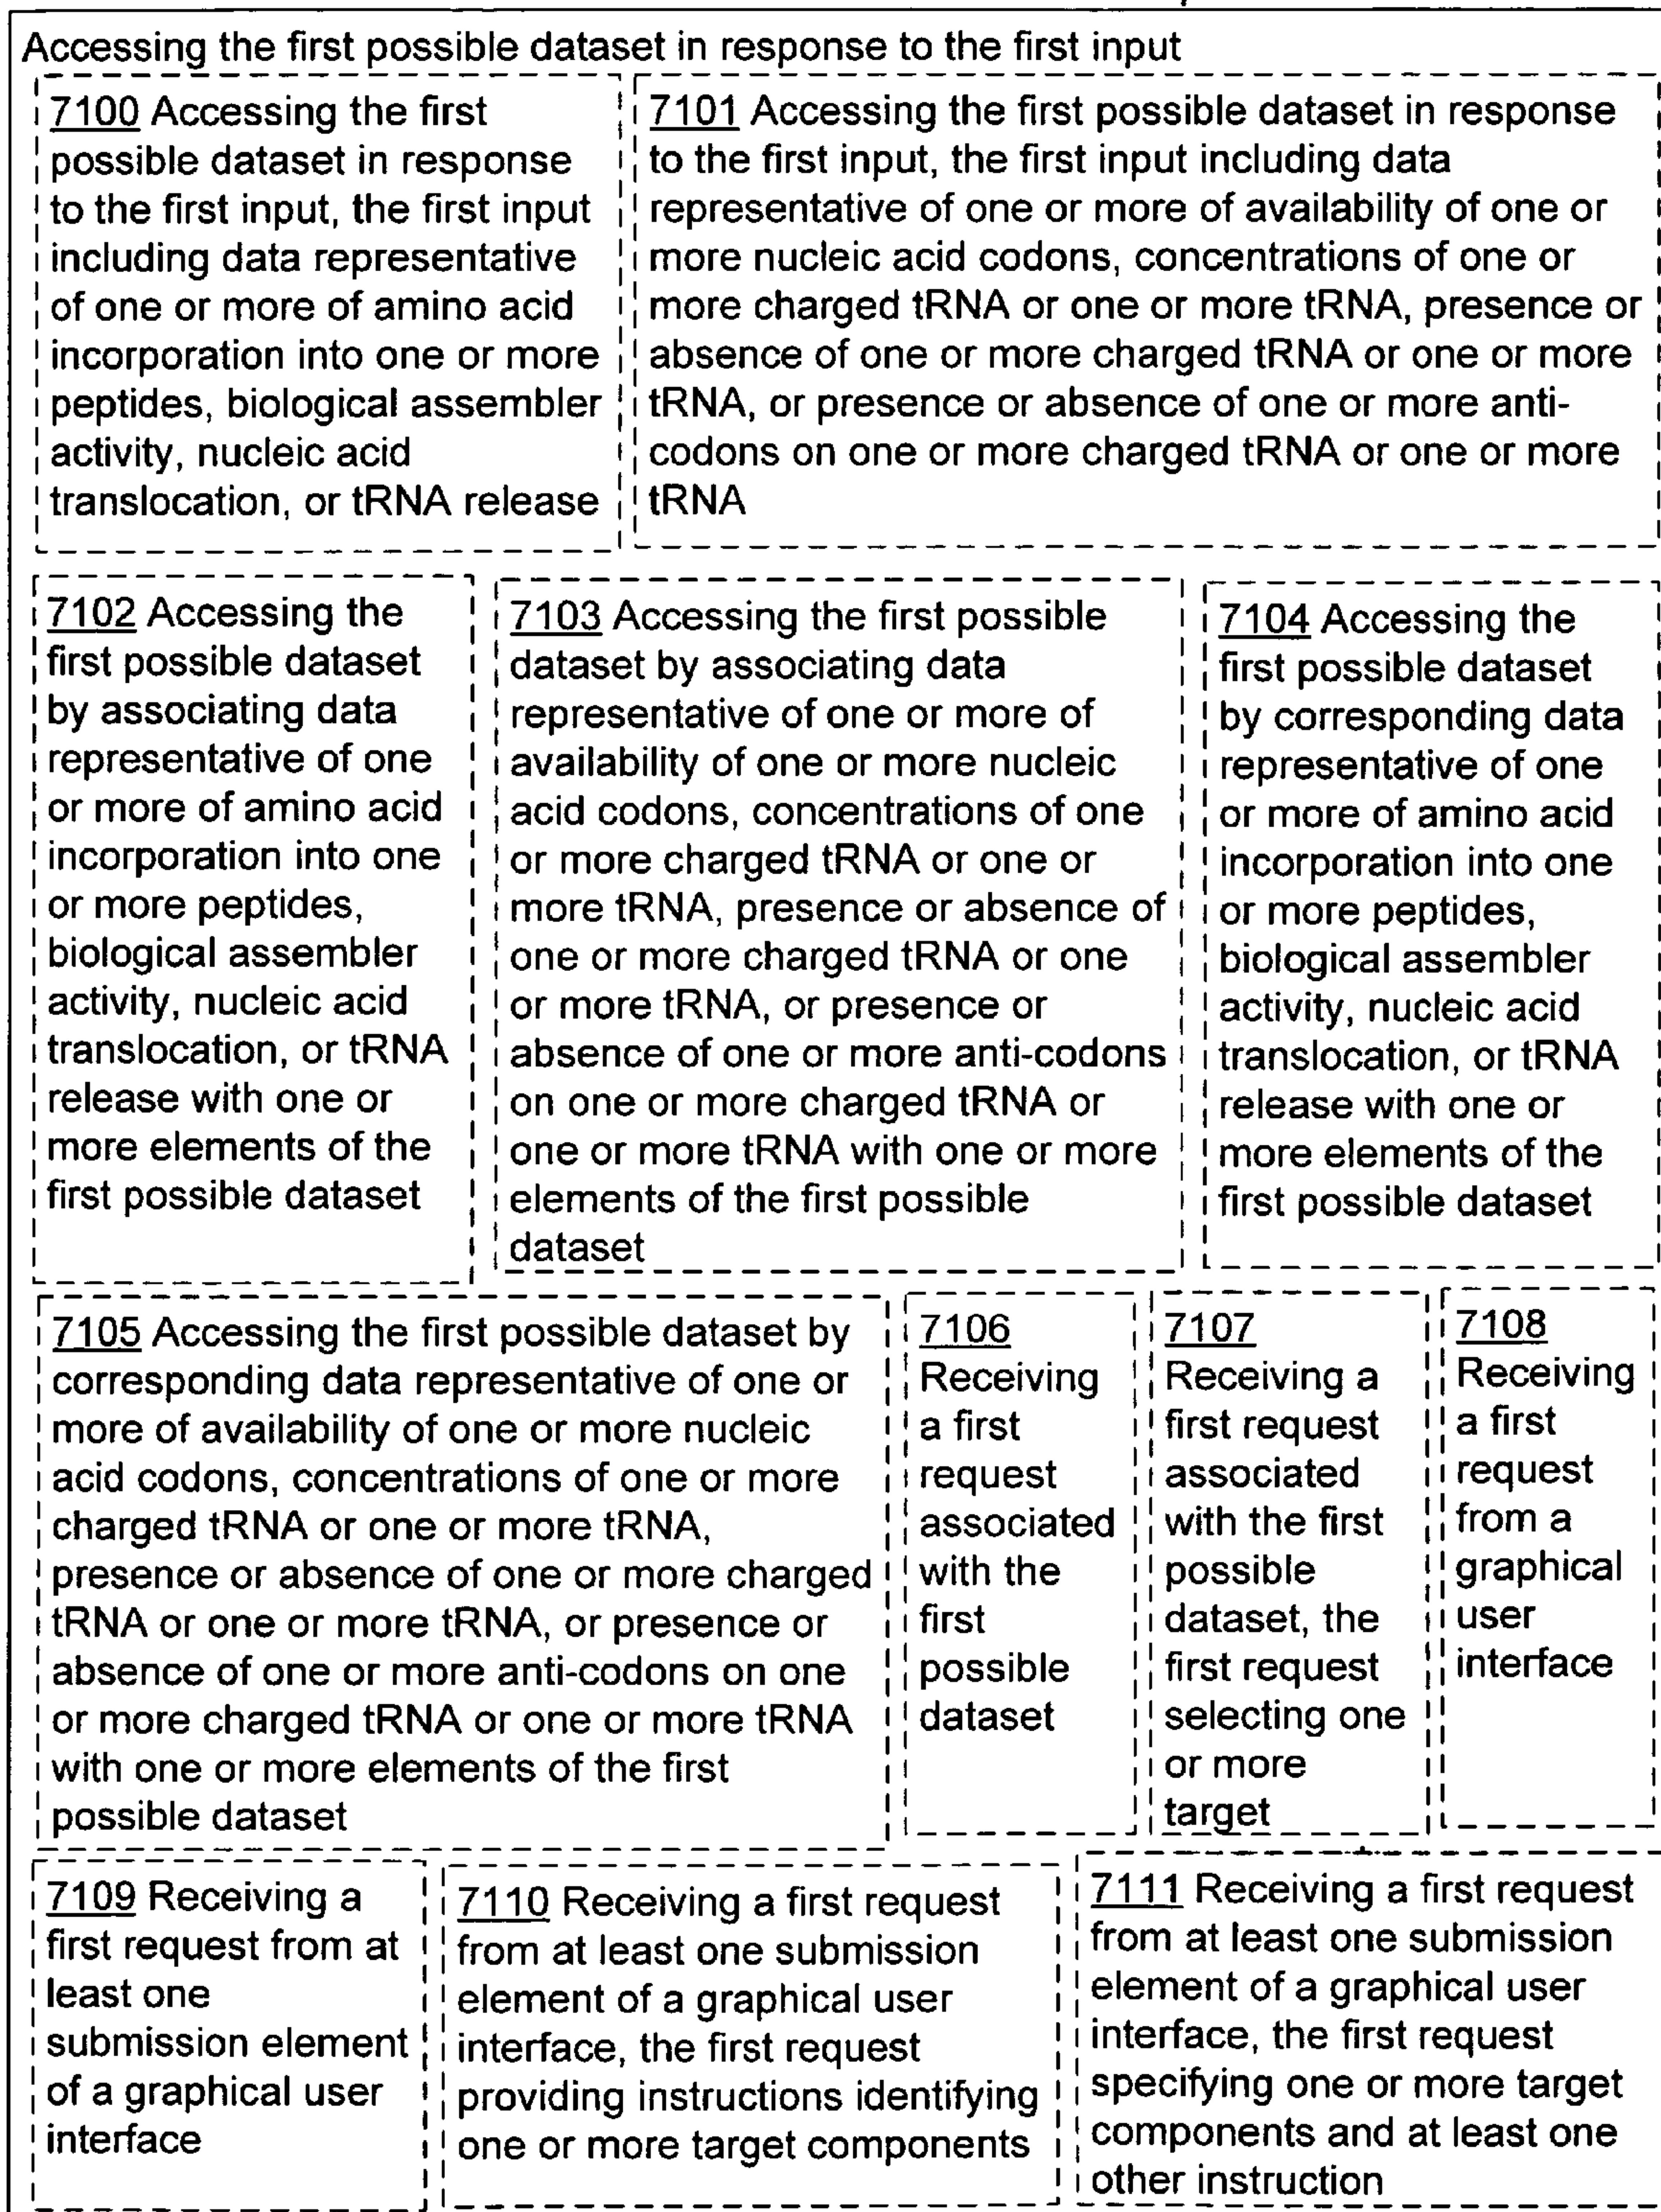 Accessing the first possible dataset in response to the first input
7100 Accessing the first
possible dataset in response
to the first input, the first input
including data representative
of one or more of amino acid
incorporation into one or more
peptides, biological assembler
activity, nucleic acid
translocation, or tRNA release
7101 Accessing the first possible dataset in response
to the first input, the first input including data
representative of one or more of availability of one or
more nucleic acid codons, concentrations of one or
more charged tRNA or one or more tRNA, presence or
absence of one or more charged tRNA or one or more
tRNA, or presence or absence of one or more anti-
codons on one or more charged tRNA or one or more
tRNA
7102 Accessing the
first possible dataset
by associating data
representative of one
or more of amino acid
incorporation into one
or more peptides,
biological assembler
activity, nucleic acid
translocation, or tRNA
release with one or
more elements of the
first possible dataset
7103 Accessing the first possible
dataset by associating data
representative of one or more of
availability of one or more nucleic
acid codons, concentrations of one
or more charged tRNA or one or
more tRNA, presence or absence of
one or more charged tRNA or one
or more tRNA, or presence or
absence of one or more anti-codons
on one or more charged tRNA or
one or more tRNA with one or more
elements of the first possible
dataset
7104 Accessing the
first possible dataset
by corresponding data
representative of one
or more of amino acid
incorporation into one
or more peptides,
biological assembler
activity, nucleic acid
translocation, or tRNA
release with one or
more elements of the
first possible dataset
7105 Accessing the first possible dataset by
corresponding data representative of one or
more of availability of one or more nucleic
acid codons, concentrations of one or more
charged tRNA or one or more tRNA,
presence or absence of one or more charged
tRNA or one or more tRNA, or presence or
absence of one or more anti-codons on one
or more charged tRNA or one or more tRNA
with one or more elements of the first
possible dataset
7106
Receiving
a first
request
associated
with the
first
possible
dataset
7107
Receiving a
first request
associated
with the first
possible
dataset, the
first request
selecting one
or more
target
7108
Receiving
a first
request
from a
graphical
user
interface
7109 Receiving a
first request from at
least one
submission element
of a graphical user
interface
7110 Receiving a first request
from at least one submission
element of a graphical user
interface, the first request
providing instructions identifying
one or more target components
7111 Receiving a first request
from at least one submission
element of a graphical user
interface, the first request
specifying one or more target
components and at least one
other instruction